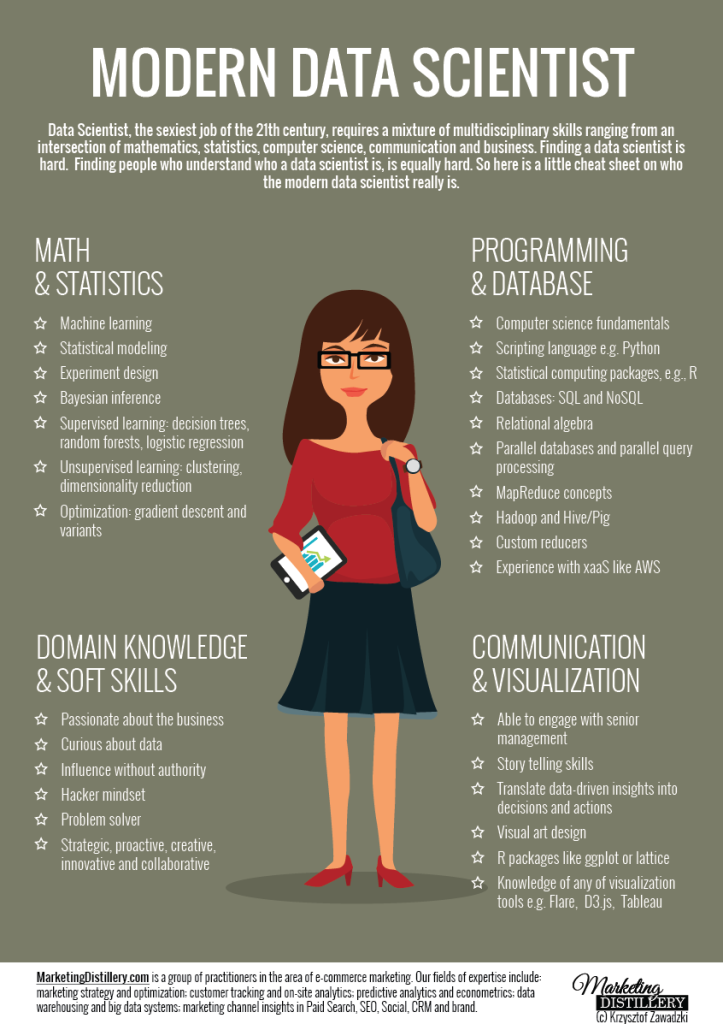 MODERN DATA SCIENTIST
Data Scientist, the sexiest job of the 21th century, requires a mixture of multidisciplinary skills ranging from an
intersection of mathematics, statistics, computer science, communication and business. Finding a data scientist is
hard. Finding people who understand who a data scientist is, is equally hard. So here is a little cheat sheet on who
the modern data scientist really is.
MATH
& STATISTICS
Machine learning
Statistical modeling
Experiment design
Bayesian inference
Supervised learning: decision trees,
random forests, logistic regression
Unsupervised learning: clustering,
dimensionality reduction
Optimization: gradient descent and
variants
PROGRAMMING
& DATABASE
Computer science fundamentals
Scripting language e.g. Python
Statistical computing packages, e.g., R
Databases: SQL and NoSQL
Relational algebra
Parallel databases and parallel query
processing
MapReduce concepts
Hadoop and Hive/Pig
Custom reducers
Experience with xaaS like AWS
DOMAIN KNOWLEDGE
& SOFT SKILLS
Passionate about the business
Curious about data
Influence without authority
Hacker mindset
Problem solver
Strategic, proactive, creative,
innovative and collaborative
COMMUNICATION
& VISUALIZATION
Able to engage with senior
management
Story telling skills
Translate data-driven insights into
decisions and actions
Visual art design
R packages like ggplot or lattice
Knowledge of any of visualization
tools e.g. Flare, D3.js, Tableau
MarketingDistillery.com is a group of practitioners in the area of e-commerce marketing. Our fields of expertise include:
marketing strategy and optimization: customer tracking and on-site analytics: predictive analytics and econometrics: data
warehousing and big data systems: marketing channel insights in Paid Search, SEO, Social, CRM and brand.
Marketing
DISTILLERY
(c) Krzysztof Zawadzki